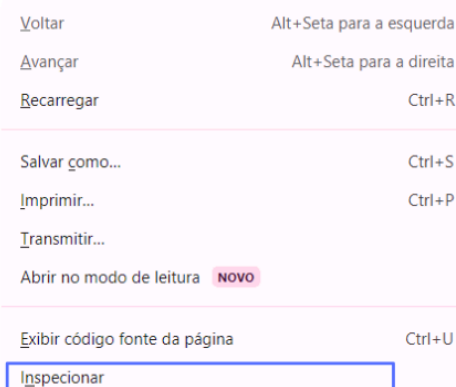 Voltar Alt+Seta para a esquerda
Avançar Alt+Seta para a direita
Recarregar Ctrl+R
Salvar como... Ctrl+S
Imprimir... Ctrl+P
Transmitir...
Abrir no modo de leitura NOVO
Exibir código fonte da página Ctrl+U
Inspecionar